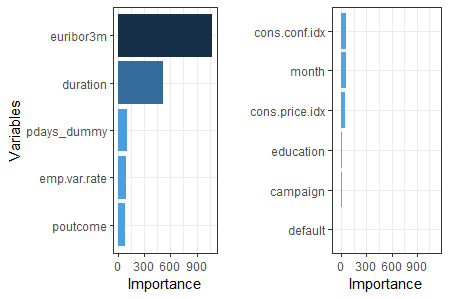 Variables
euribor3m
duration
pdays_dummy
emp.var.rate
poutcome
0 300 600 900
Importance
cons.conf.idx
month
cons.price.idx
education
campaign
default
0 300 600 900
Importance